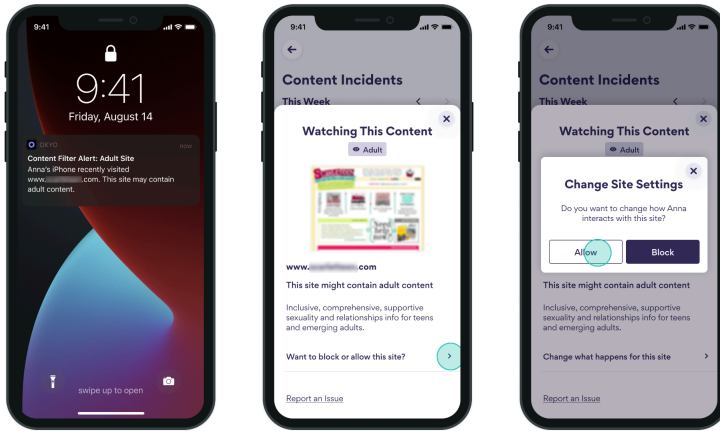 9:41
9:41
Friday, August 14
OKYO
now
Content Filter Alert: Adult Site
Anna's iPhone recently visited
www. .com. This site may contain
adult content.
swipe up to open
9:41
Content Incidents
This Week
Watching This Content
Adult
Need
help
now
www. .com
This site might contain adult content
Inclusive, comprehensive, supportive
sexuality and relationships info for teens
and emerging adults.
Want to block or allow this site?
Report an Issue
9:41
Content Incidents
This Week
Watching This Content
Adult
Change Site Settings
Do you want to change how Anna
interacts with this site?
Allow
Block
This site might contain adult content
Inclusive, comprehensive, supportive
sexuality and relationships info for teens
and emerging adults.
Change what happens for this site
Report an Issue